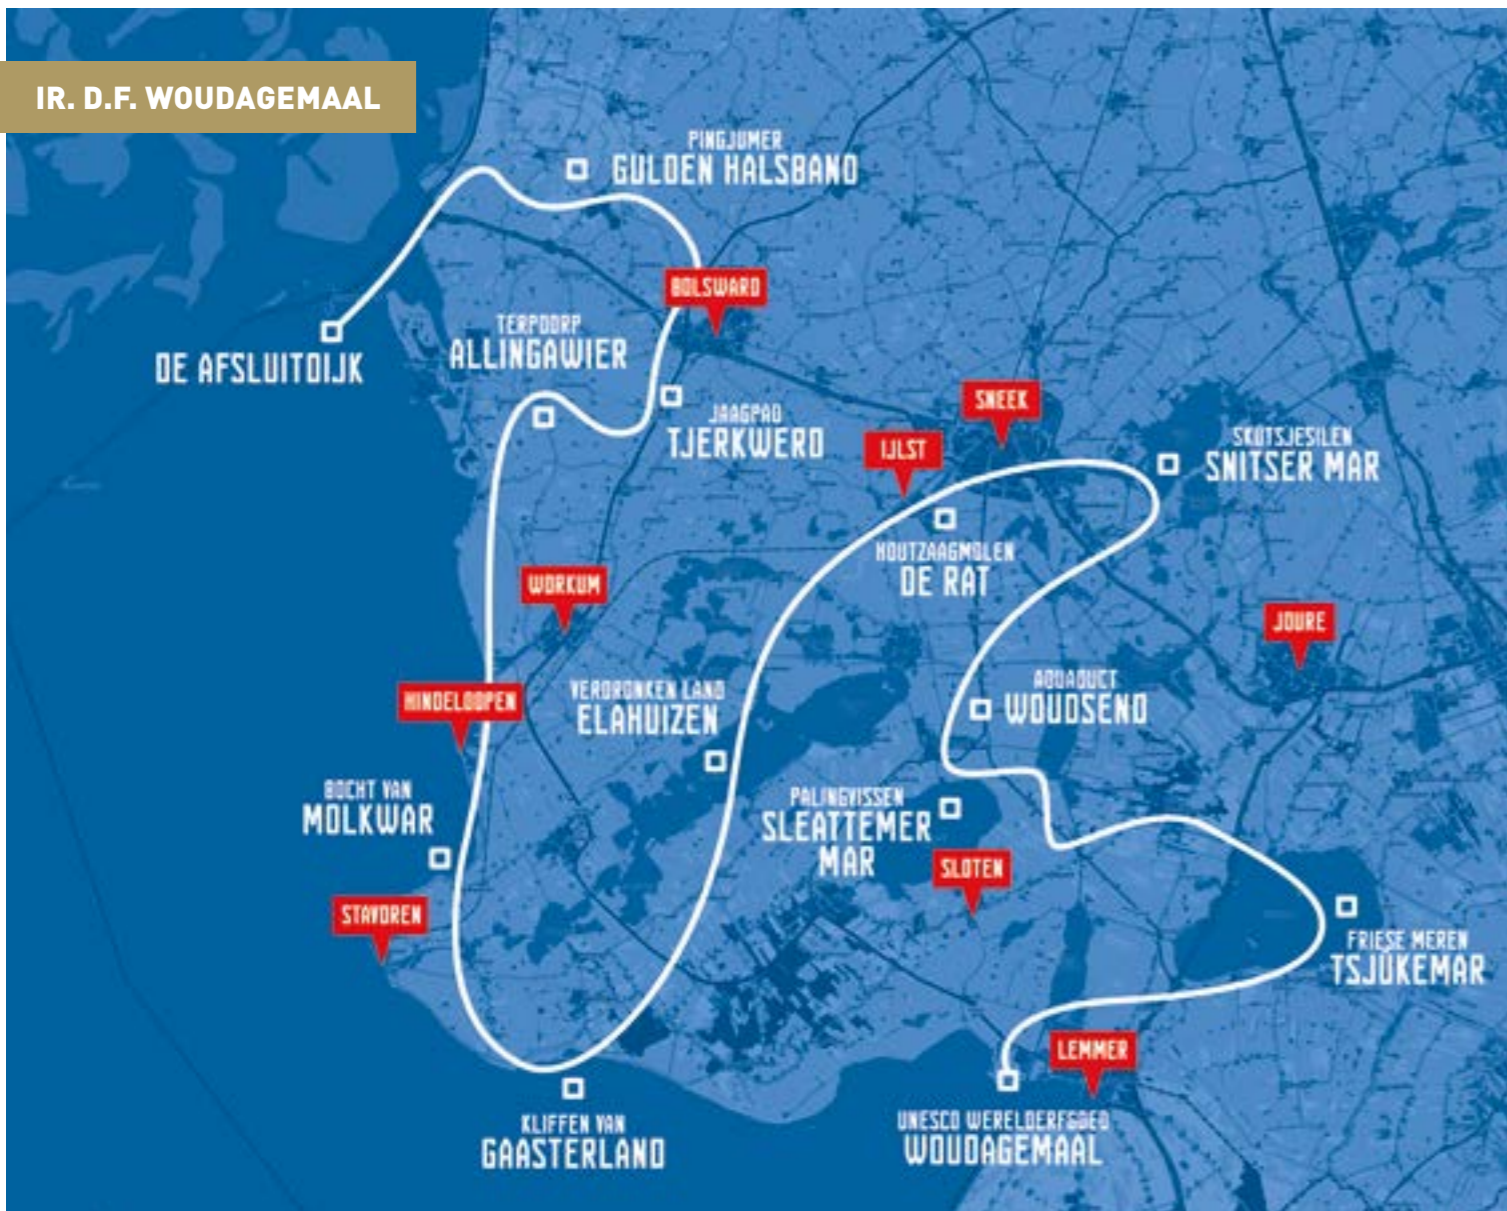 IR. D.F. WOUDAGEMAAL
PINGJUMER
GULDEN HALSBAND
BOLSWARD
TERPDORP
ALLINGAWIER
DE AFSLUITDIJK
JAAGPAD
TJERKWERD
SNEEK
IJLST
SKÛTSJESILEN
SNITSER MAR
HOUTZAAGMOLEN
DE RAT
WORKUM
JOURE
HINDELOOPEN
VERDRONKEN LAND
ELAHUIZEN
AQUADUCT
WOUDSEND
BOCHT VAN
MOLKWAR
PALINGVISSEN
SLEATTEMER
MAR
SLOTEN
STAVOREN
FRIESE MEREN
TSJÛKEMAR
LEMMER
KLIFFEN VAN
GAASTERLAND
UNESCO WERELDERFGOED
WOUDAGEMAAL